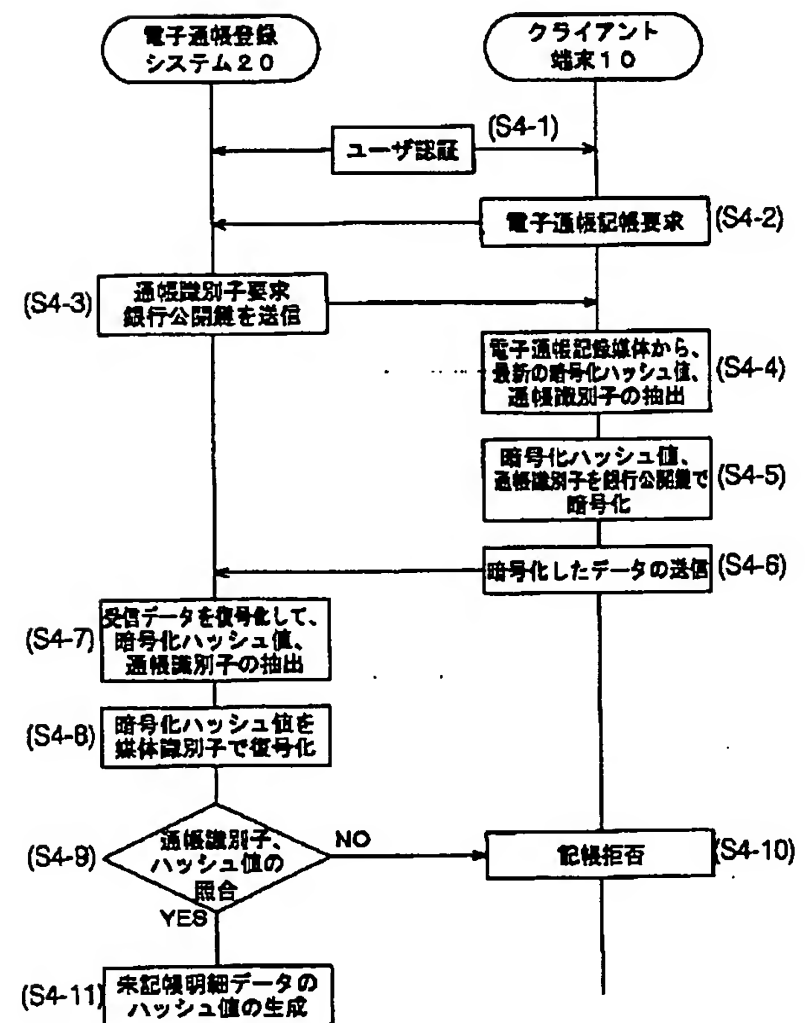 電子通帳登録
システム20
クライアント
端末10
(S4-1)
ユーザ認証
電子通帳記帳要求
(S4-2)
(S4-3)
通帳識別子要求
銀行公開鍵を送信
電子通帳記録媒体から、
最新の暗号化ハッシュ値、
通帳識別子の抽出
(S4-4)
暗号化ハッシュ値、
通帳識別子を銀行公開鍵で
暗号化
(S4-5)
暗号化したデータの送信
(S4-6)
(S4-7)
受信データを復号化して、
暗号化ハッシュ値、
通帳識別子の抽出
(S4-8)
暗号化ハッシュ値を
媒体識別子で復号化
(S4-9)
通帳識別子、
ハッシュ値の
照合
NO
YES
記帳拒否
(S4-10)
(S4-11)
未記帳明細データの
ハッシュ値の生成